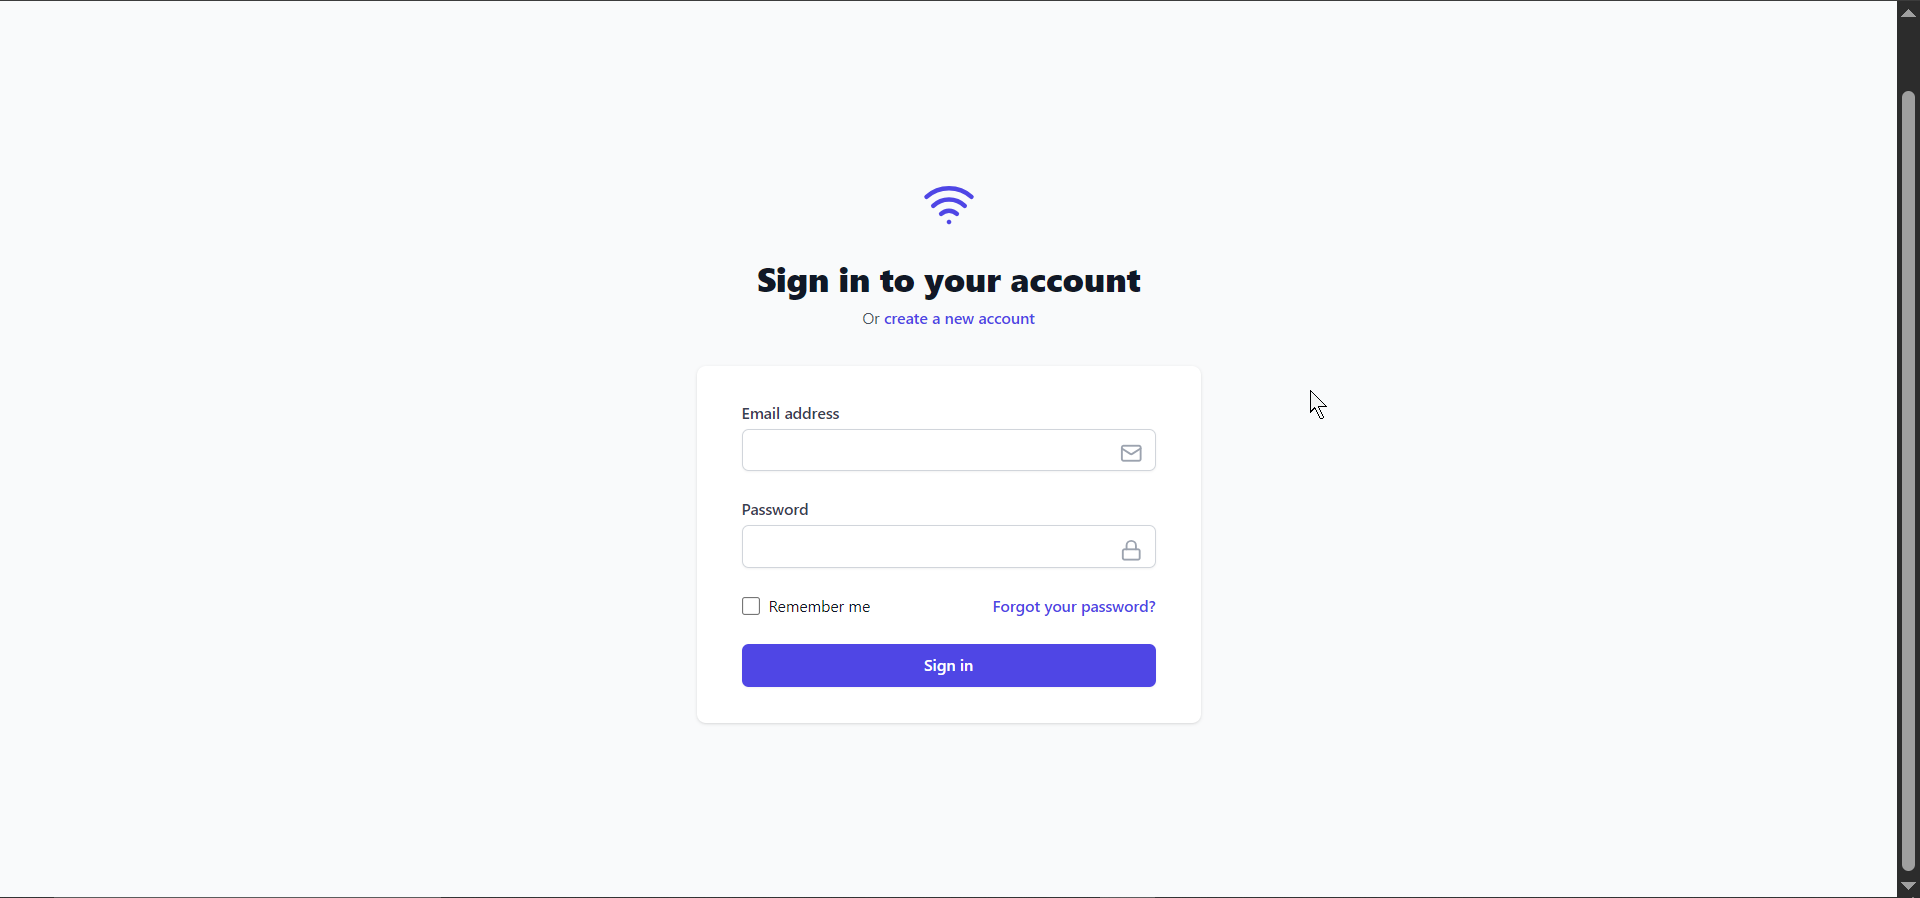 Sign in to your account
Or create a new account
Email address
Password
Remember me
Forgot your password?
Sign in